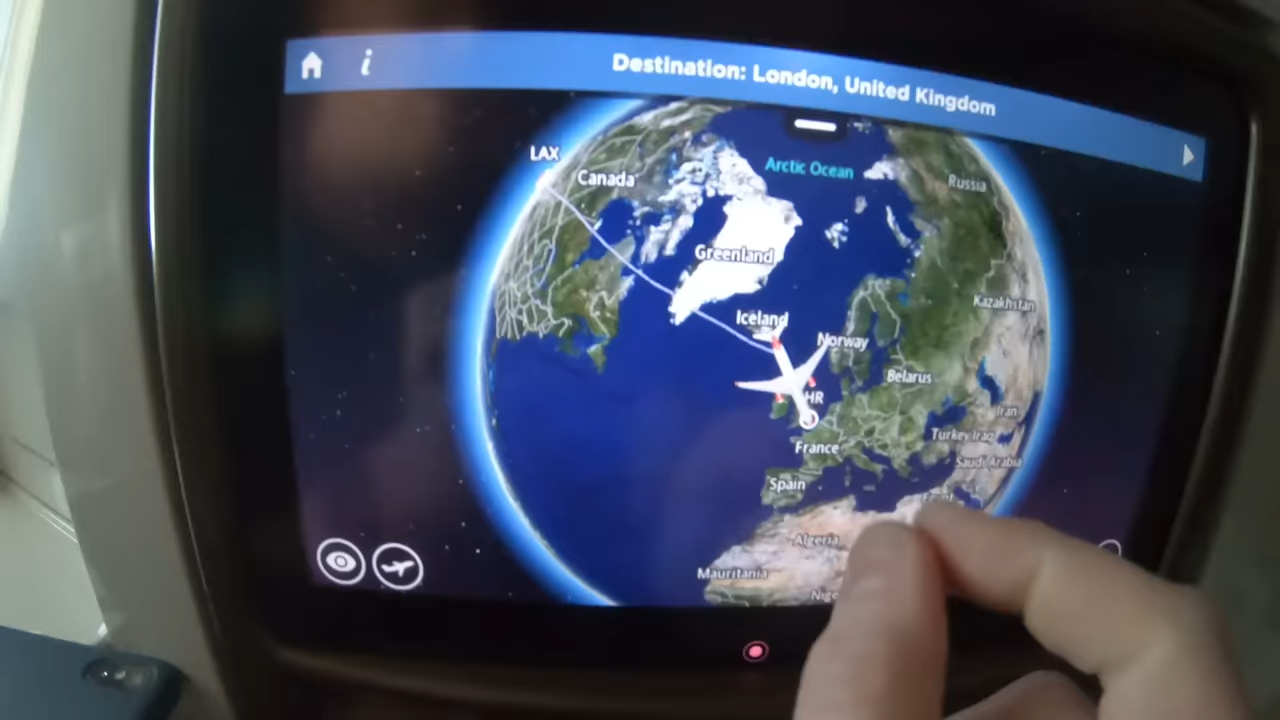 i
Destination: London, United Kingdom
LAX
Canada
Arctic Ocean
Russia
Greenland
Kazakhstan
Iceland
Norway
Belarus
HR
Iran
Turkey
Iraq
France
Saudi Arabia
Spain
Egypt
Algeria
Mauritania